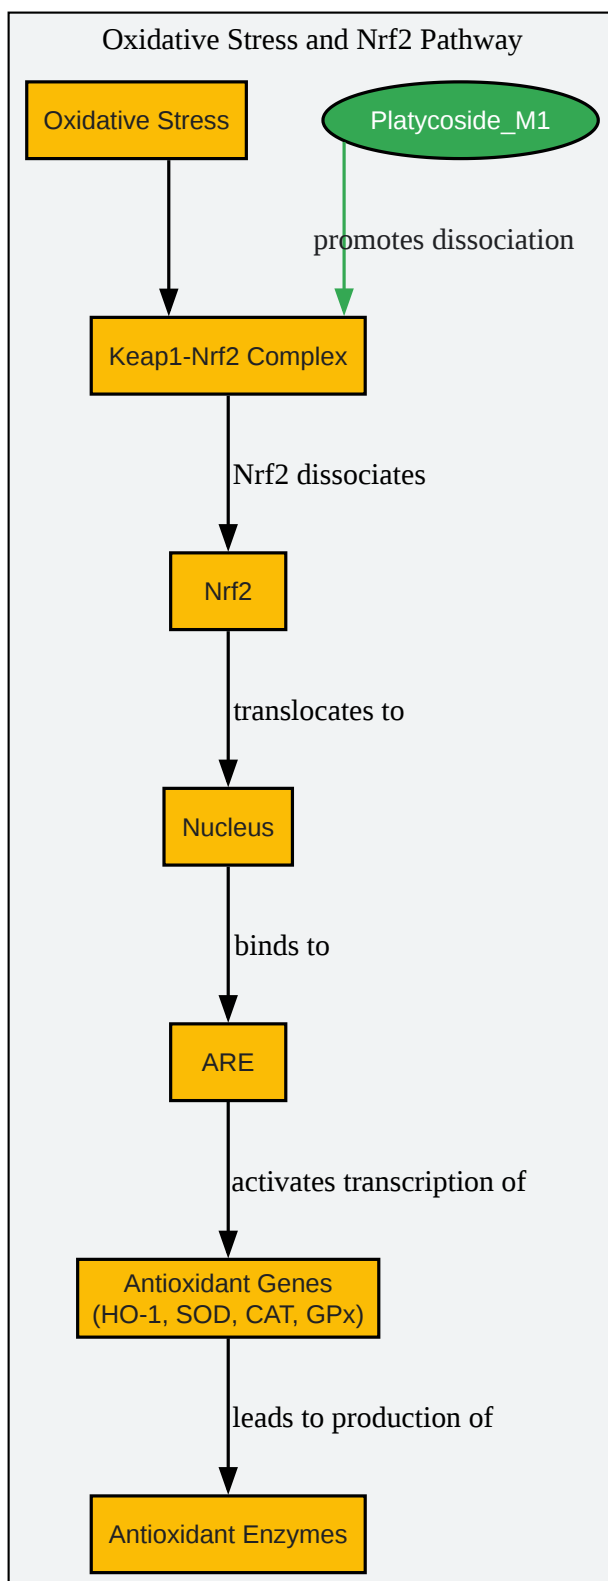 Oxidative Stress and Nrf2 Pathway
Oxidative Stress
Platycoside_M1
promotes dissociation
Keap1-Nrf2 Complex
Nrf2 dissociates
Nrf2
translocates to
Nucleus
binds to
ARE
activates transcription of
Antioxidant Genes
(HO-1, SOD, CAT, GPx)
leads to production of
Antioxidant Enzymes